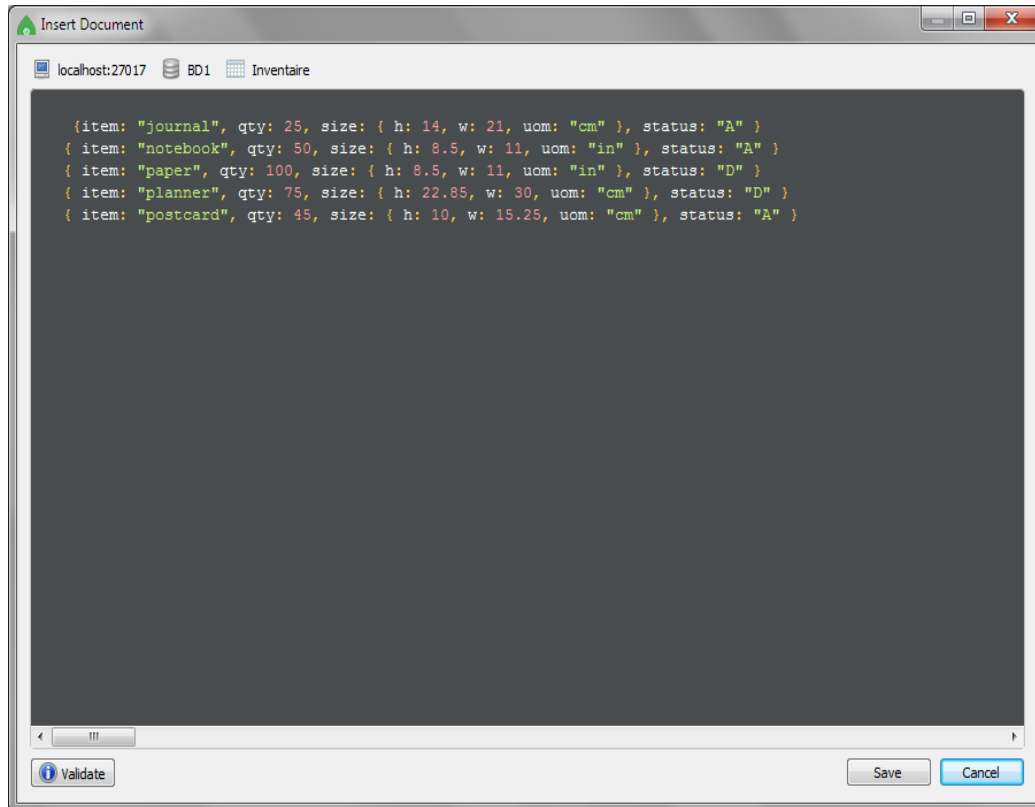 Insert Document
localhost:27017 BD1 Inventaire
{item: "journal", qty: 25, size: { h: 14, w: 21, uom: "cm" }, status: "A" }
{ item: "notebook", qty: 50, size: { h: 8.5, w: 11, uom: "in" }, status: "A" }
{ item: "paper", qty: 100, size: { h: 8.5, w: 11, uom: "in" }, status: "D" }
{ item: "planner", qty: 75, size: { h: 22.85, w: 30, uom: "cm" }, status: "D" }
{ item: "postcard", qty: 45, size: { h: 10, w: 15.25, uom: "cm" }, status: "A" }
Validate Save Cancel